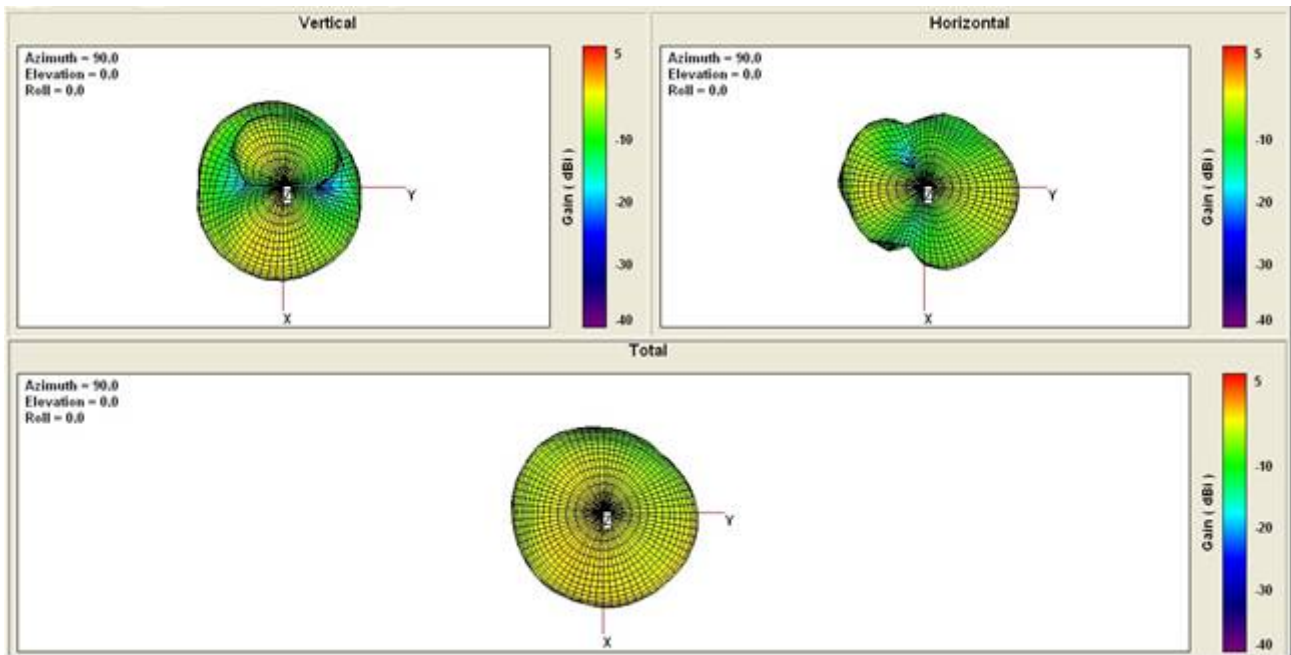 Vertical
Azimuth = 90.0
Elevation = 0.0
Roll = 0.0
Y
X
5
-10
-20
-30
-40
Gain ( dBi )
Horizontal
Azimuth = 90.0
Elevation = 0.0
Roll = 0.0
Y
X
5
-10
-20
-30
-40
Gain ( dBi )
Total
Azimuth = 90.0
Elevation = 0.0
Roll = 0.0
Y
X
5
-10
-20
-30
-40
Gain ( dBi )